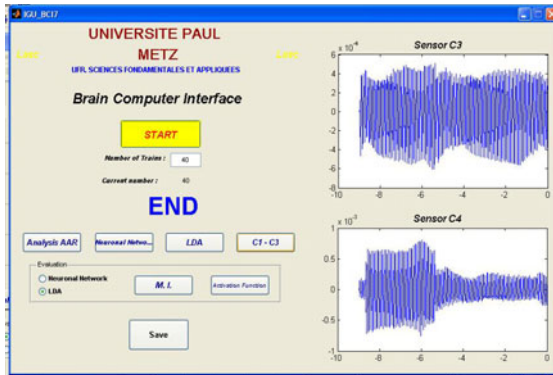 IGU_BCI7
UNIVERSITE PAUL
METZ
UFR. SCIENCES FONDAMENTALES ET APPLIQUEES
Brain Computer Interface
START
Number of Trains :
40
Current number :
40
END
Analysis AAR
Neuronal Netwo...
LDA
C1 - C3
Evaluation
Neuronal Network
LDA
M. I.
Activation Function
Save
Sensor C3
x 10-4
6
4
2
0
-2
-4
-6
-8
-10
-8
-6
-4
-2
0
Sensor C4
x 10-3
1
0.5
0
-0.5
-1
-10
-8
-6
-4
-2
0